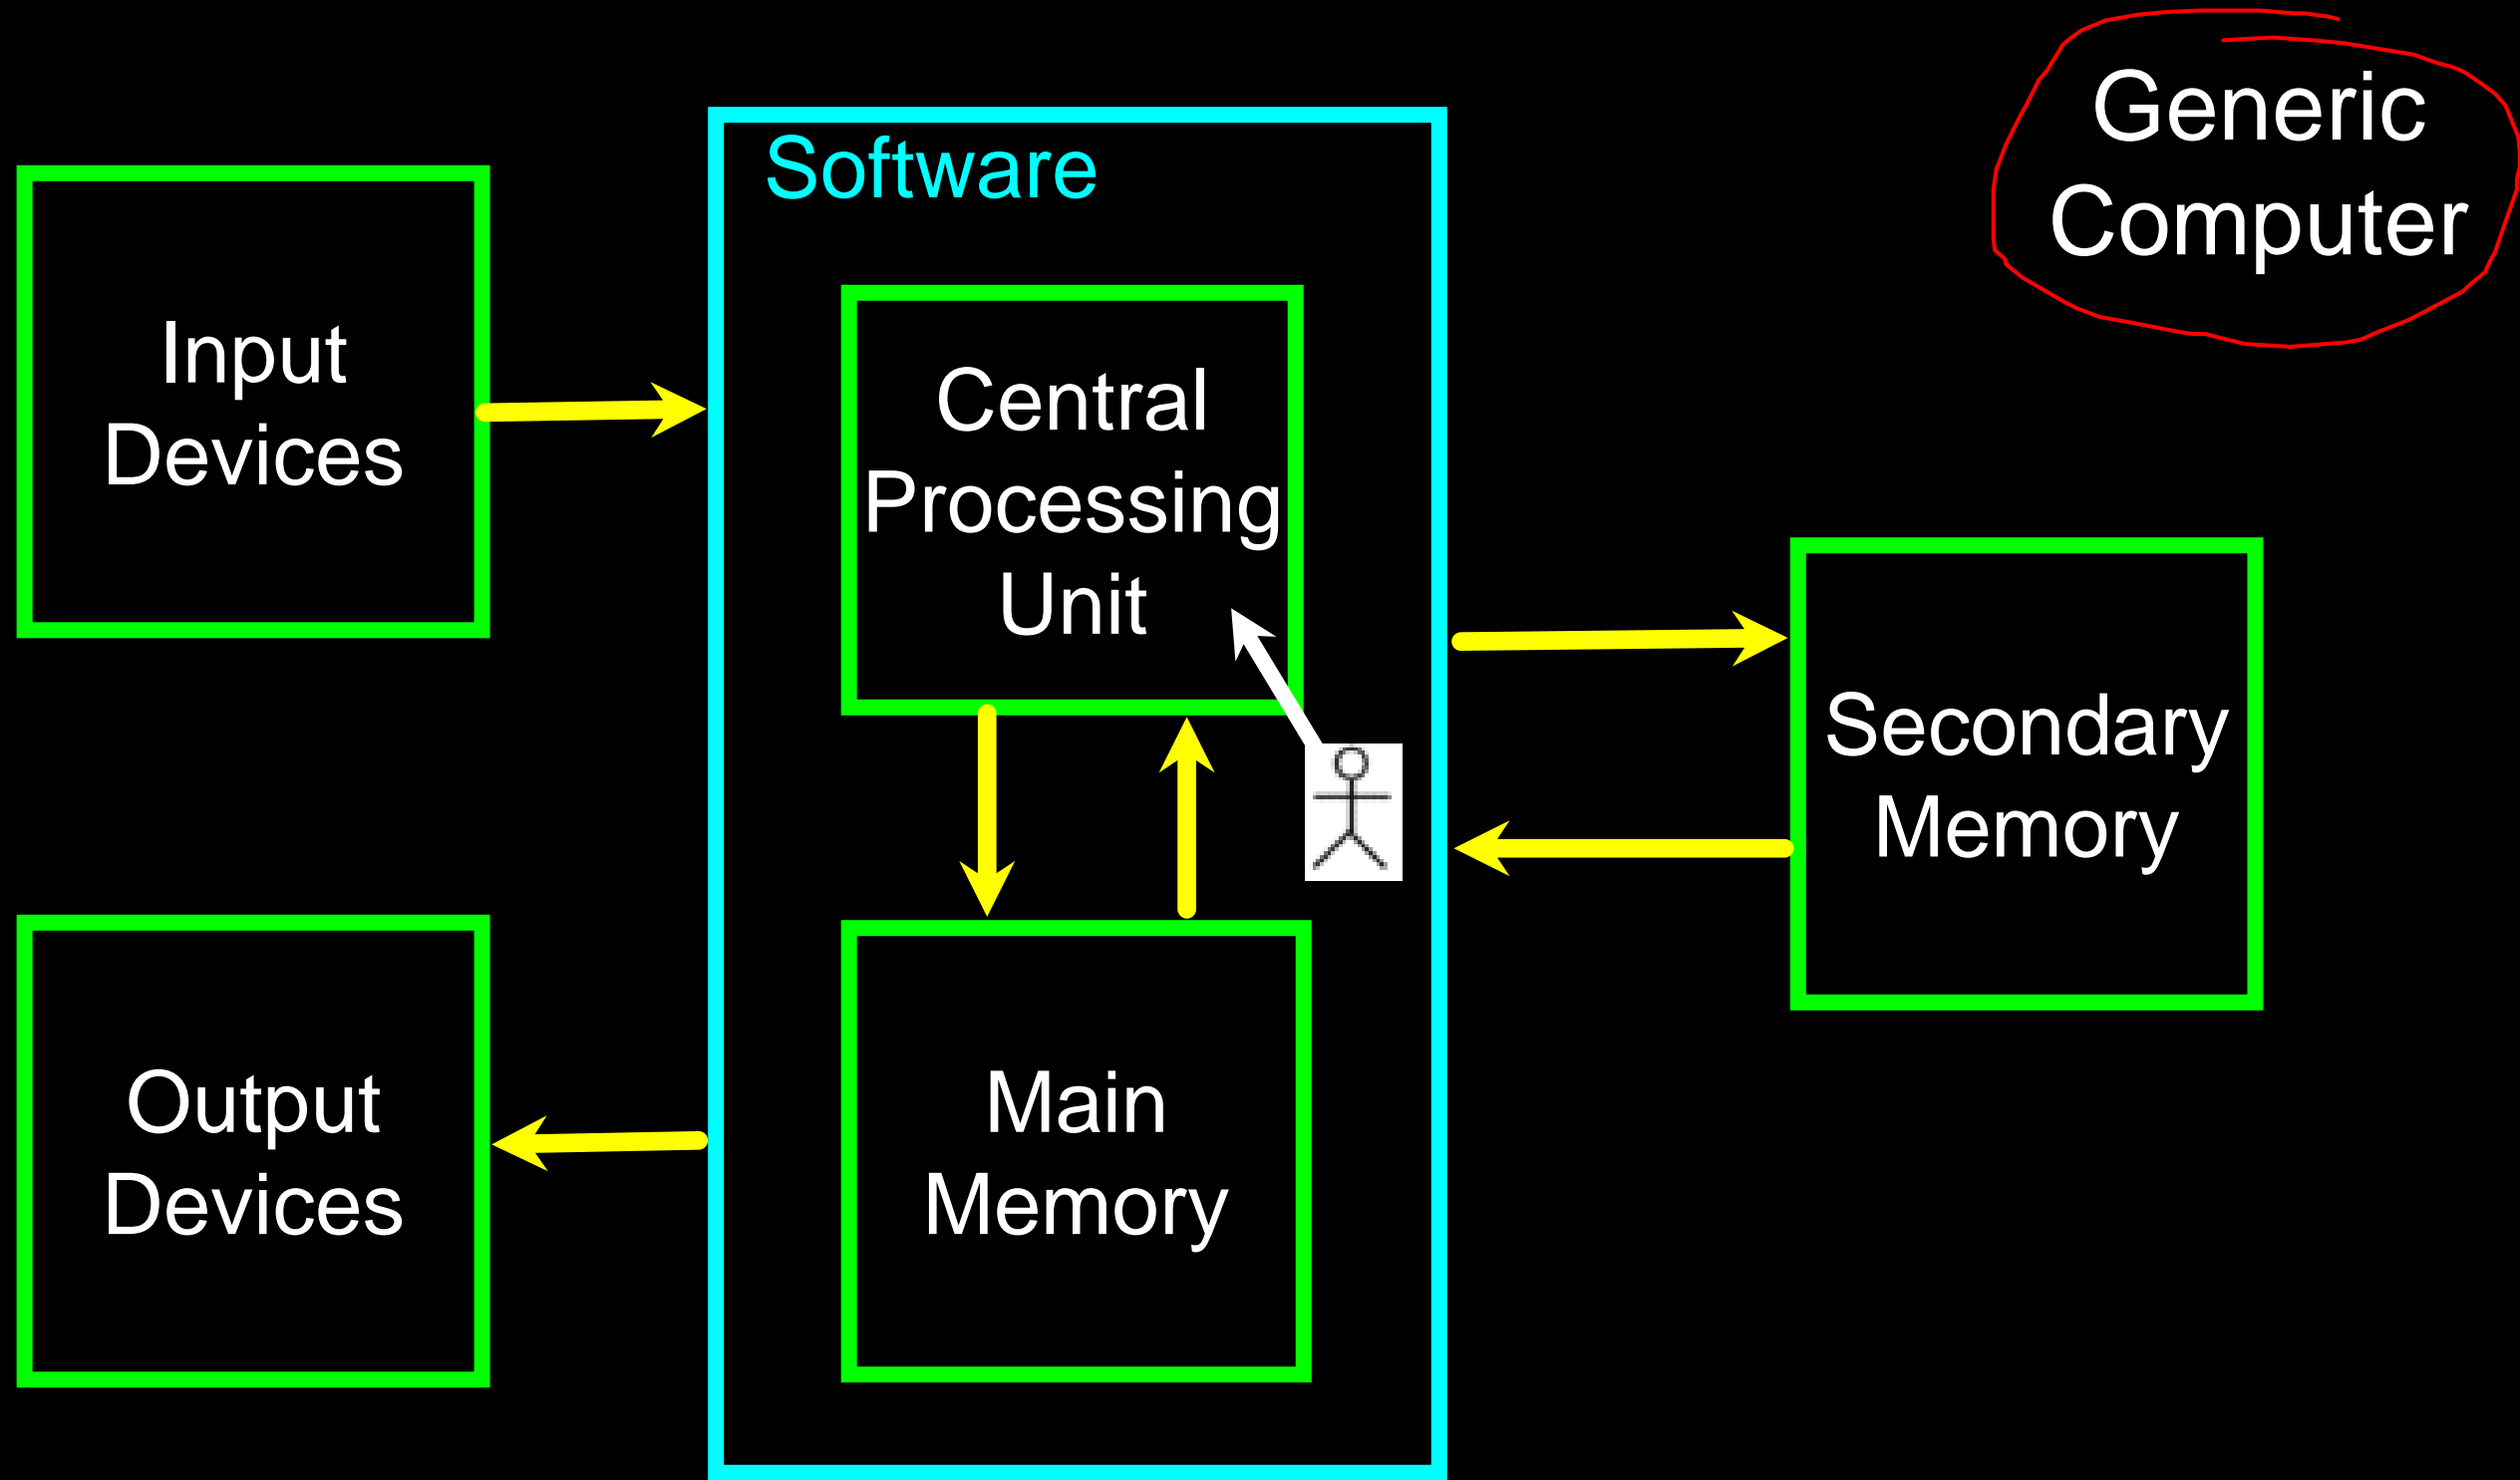 Generic
Computer
Software
Input
Devices
Central
Processing
Unit
Secondary
Memory
Output
Devices
Main
Memory